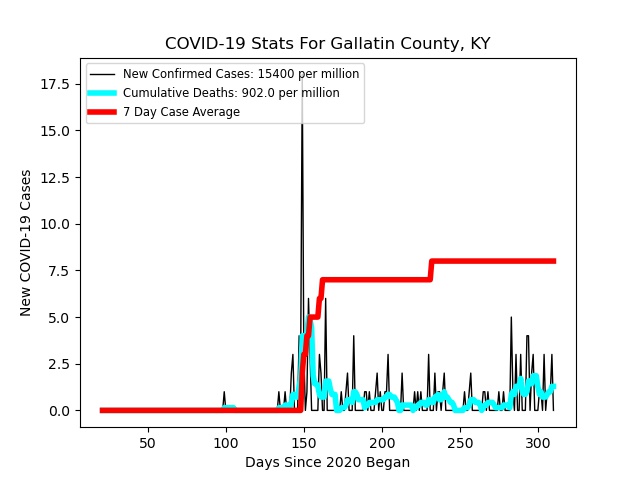 COVID-19 Stats For Gallatin County, KY
New Confirmed Cases: 15400 per million
Cumulative Deaths: 902.0 per million
7 Day Case Average
17.5
15.0
12.5
10.0
7.5
5.0
2.5
0.0
New COVID-19 Cases
50 100 150 200 250 300
Days Since 2020 Began